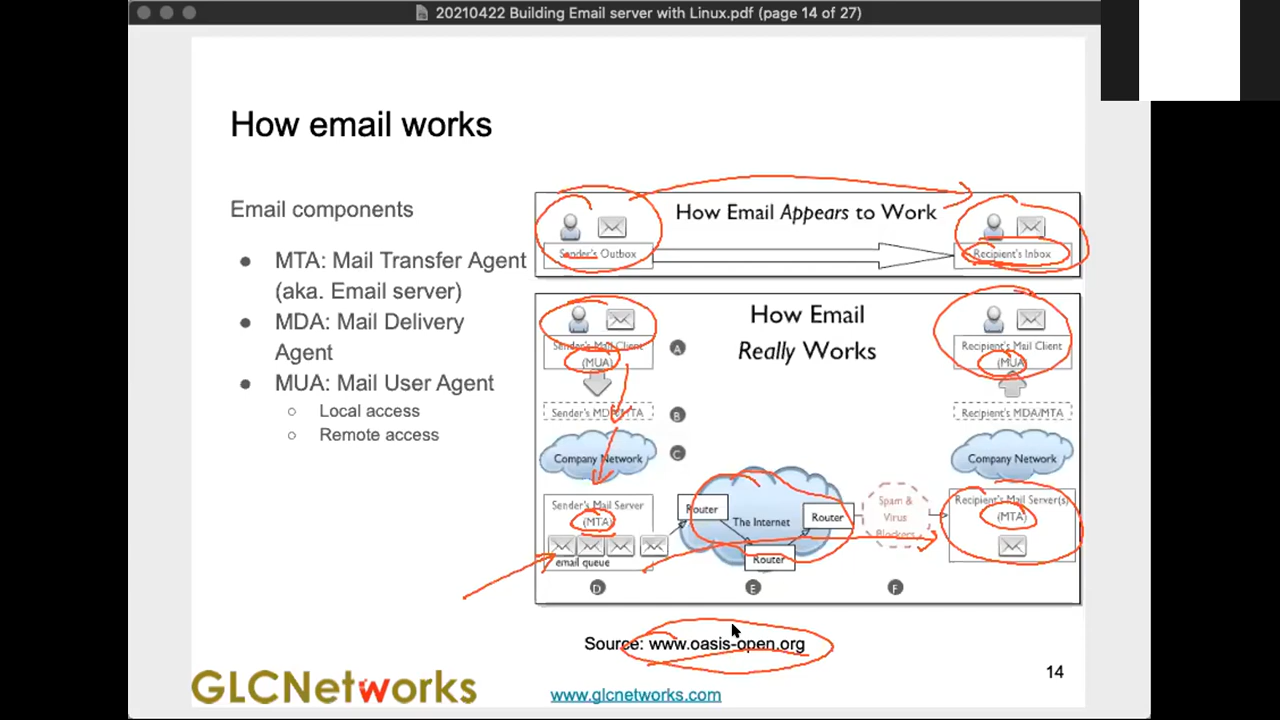 20210422 Building Email server with Linux.pdf (page 14 of 27)
How email works
Email components
● MTA: Mail Transfer Agent
(aka. Email server)
● MDA: Mail Delivery
Agent
● MUA: Mail User Agent
○ Local access
○ Remote access
How Email Appears to Work
Sender's Outbox
Recipient's Inbox
How Email
Really Works
Sender's Mail Client
(MUA)
Recipient's Mail Client
(MUA)
A
Sender's MDA/MTA
B
Recipient's MDA/MTA
Company Network
C
Company Network
Sender's Mail Server
(MTA)
email queue
Router
The Internet
Router
Router
Spam &
Virus
Blockers
Recipient's Mail Server(s)
(MTA)
D
E
F
Source: www.oasis-open.org
GLCNetworks
www.glcnetworks.com
14